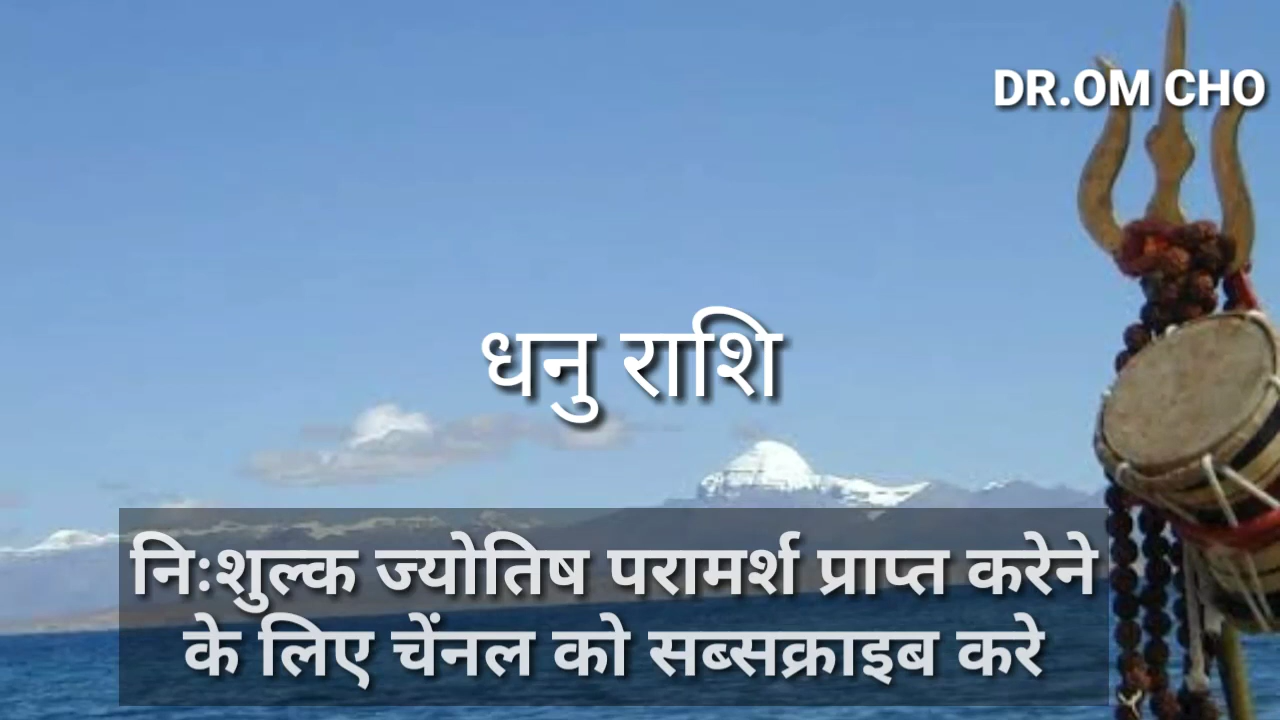 DR.OM CHO
धनु राशि
निःशुल्क ज्योतिष परामर्श प्राप्त करेने
के लिए चेंनल को सब्सक्राइब करे